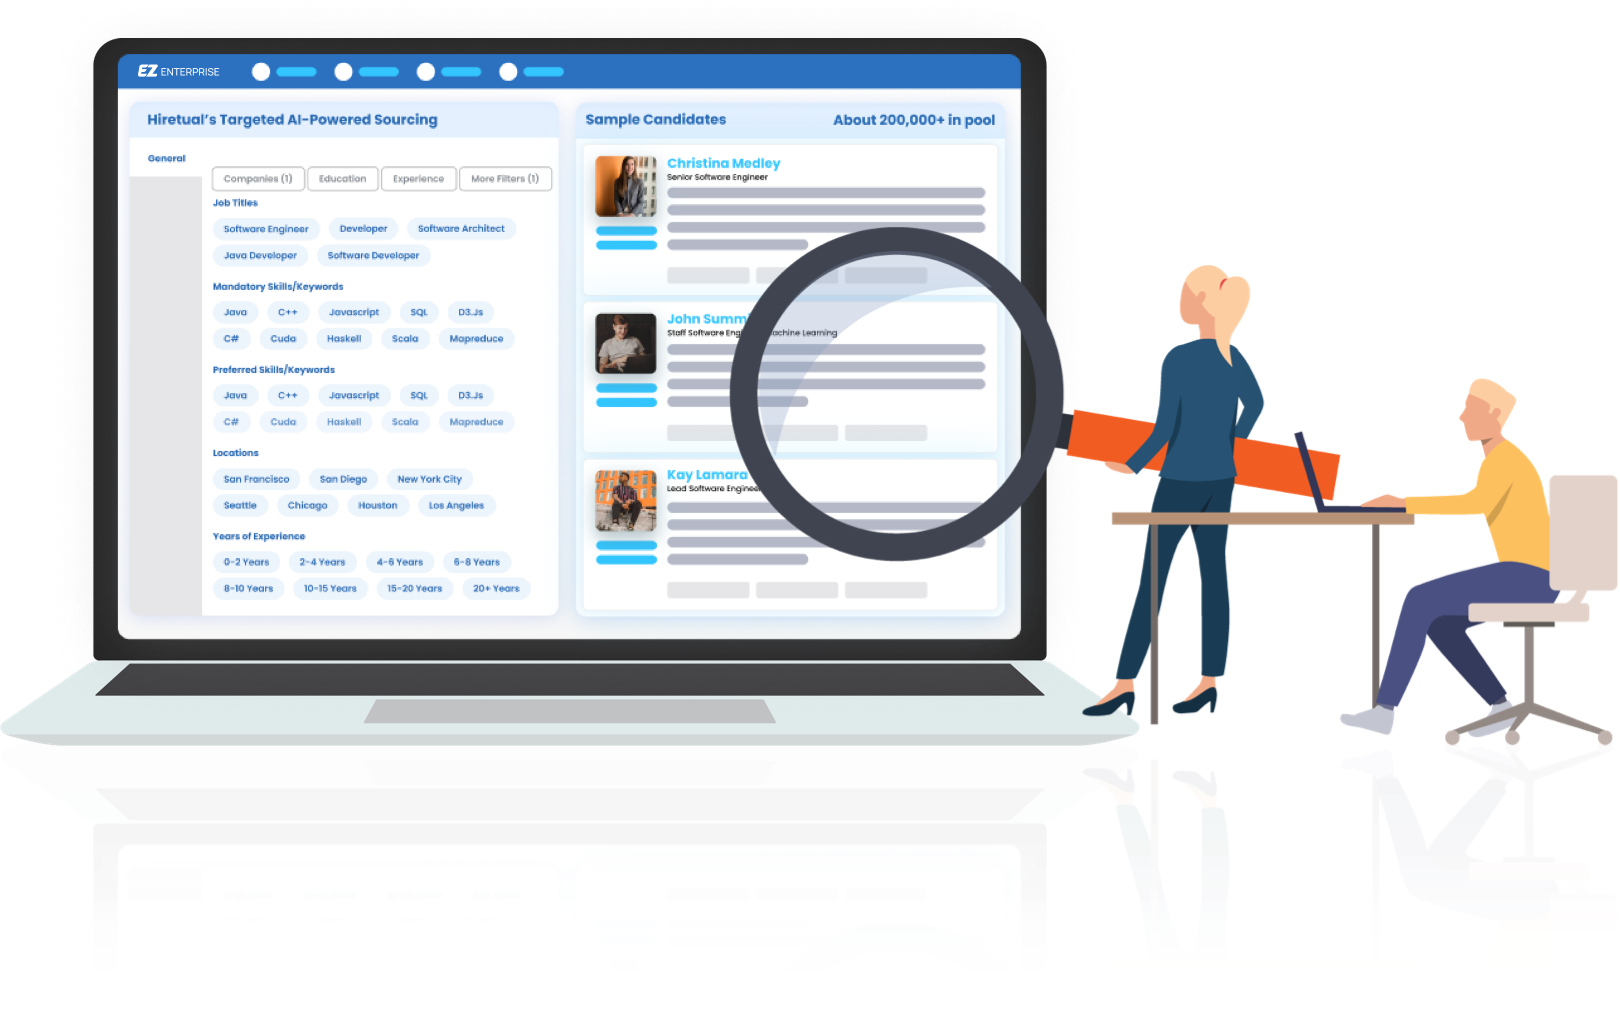 EZ ENTERPRISE
Hiretual's Targeted AI-Powered Sourcing
General
Companies (1) Education Experience More Filters (1)
Job Titles
Software Engineer Developer Software Architect
Java Developer Software Developer
Mandatory Skills/Keywords
Java C++ Javascript SQL D3.Js
C# Cuda Haskell Scala Mapreduce
Preferred Skills/Keywords
Java C++ Javascript SQL D3.Js
C# Cuda Haskell Scala Mapreduce
Locations
San Francisco San Diego New York City
Seattle Chicago Houston Los Angeles
Years of Experience
0-2 Years 2-4 Years 4-6 Years 6-8 Years
8-10 Years 10-15 Years 15-20 Years 20+ Years
Sample Candidates About 200,000+ in pool
Christina Medley
Senior Software Engineer
John
Staff Software Learning
Kay Lamara
Lead Software